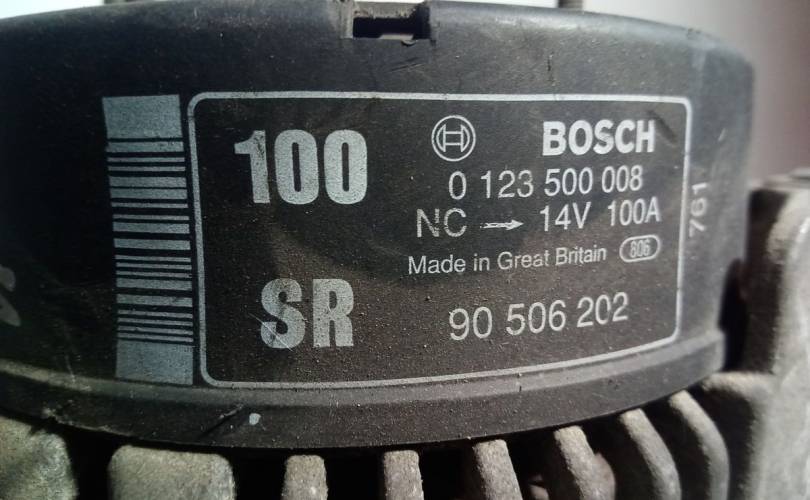 100
BOSCH
0 123 500 008
NC → 14V 100A
Made in Great Britain 806
SR
90 506 202
761